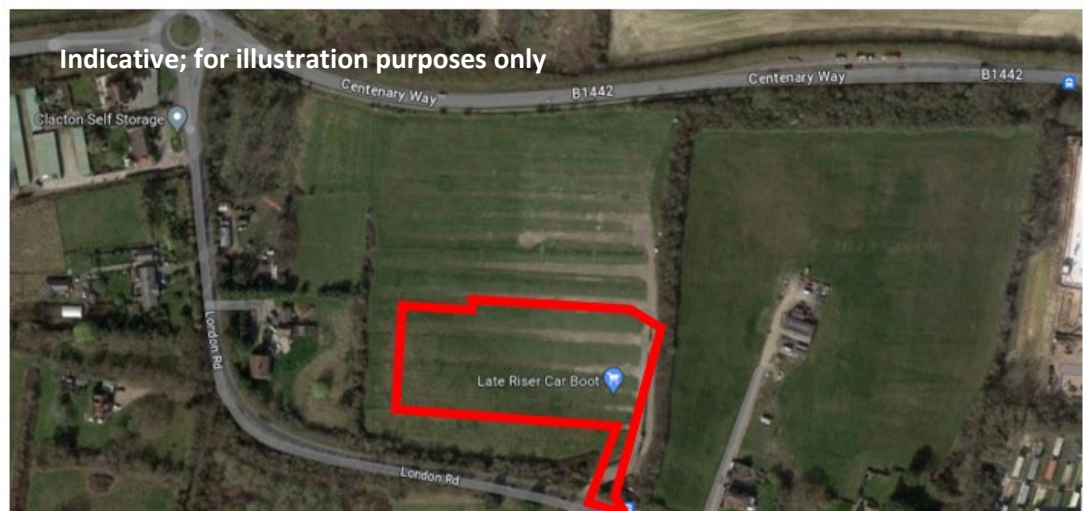 Indicative; for illustration purposes only
Centenary Way
B1442
Centenary Way
B1442
Clacton Self Storage
London Rd
Late Riser Car Boot
London Rd